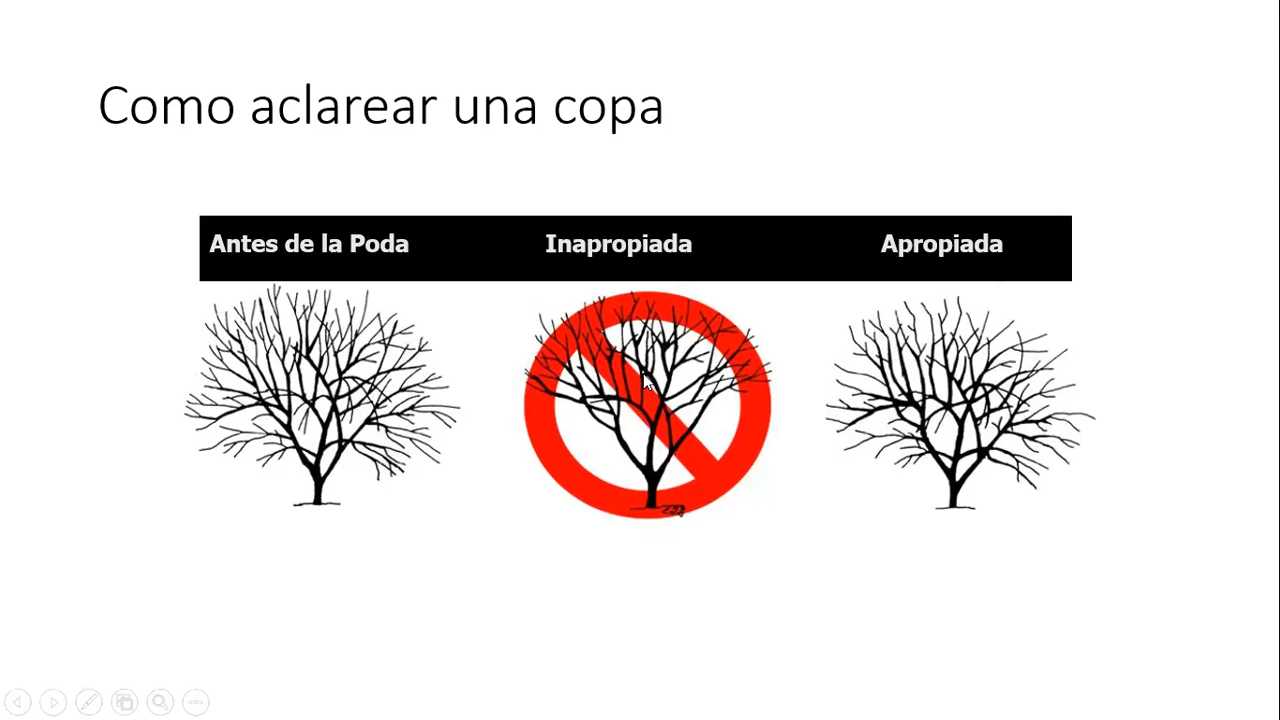 Como aclarear una copa
Antes de la Poda
Inapropiada
Apropiada